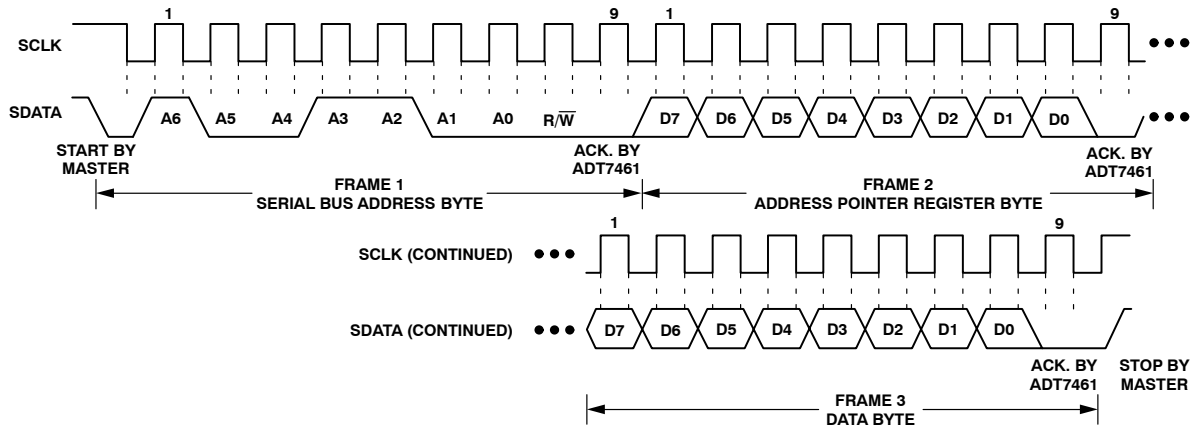 1 9 1 9
SCLK
SDATA A6 A5 A4 A3 A2 A1 A0 R/W̅ D7 D6 D5 D4 D3 D2 D1 D0
START BY
MASTER
ACK. BY
ADT7461
ACK. BY
ADT7461
FRAME 1
SERIAL BUS ADDRESS BYTE
FRAME 2
ADDRESS POINTER REGISTER BYTE
1 9
SCLK (CONTINUED)
SDATA (CONTINUED) D7 D6 D5 D4 D3 D2 D1 D0
ACK. BY
ADT7461
STOP BY
MASTER
FRAME 3
DATA BYTE